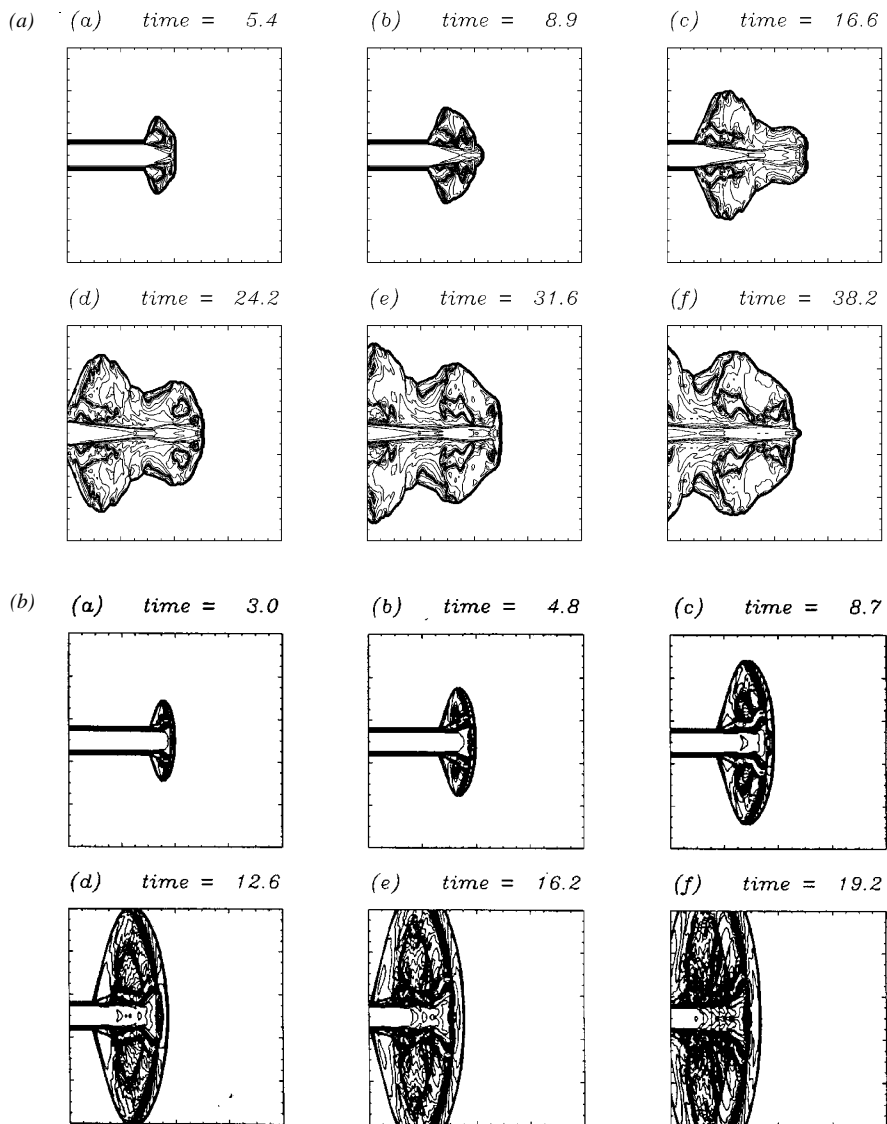 (a) (a) time = 5.4 (b) time = 8.9 (c) time = 16.6
(d) time = 24.2 (e) time = 31.6 (f) time = 38.2
(b) (a) time = 3.0 (b) time = 4.8 (c) time = 8.7
(d) time = 12.6 (e) time = 16.2 (f) time = 19.2